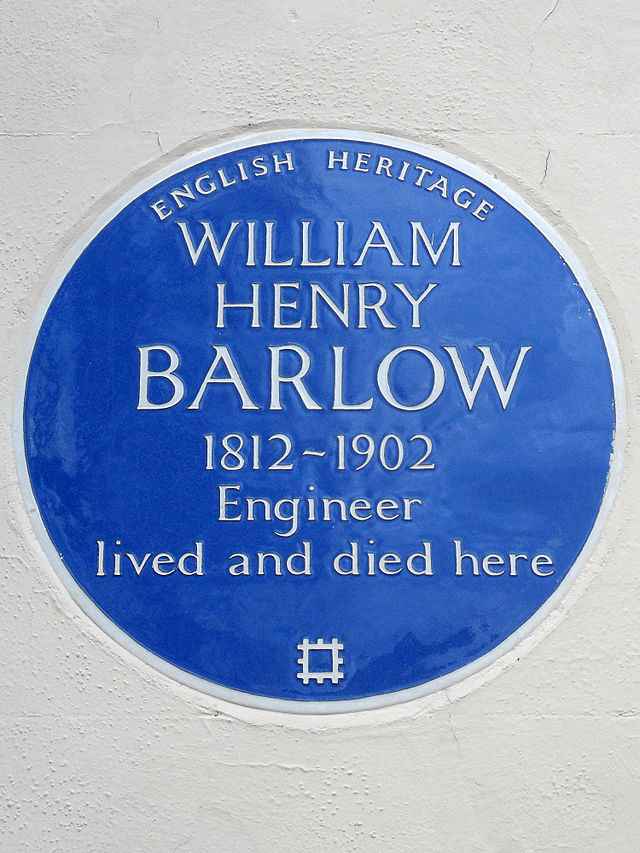 ENGLISH HERITAGE
WILLIAM
HENRY
BARLOW
1812~1902
Engineer
lived and died here